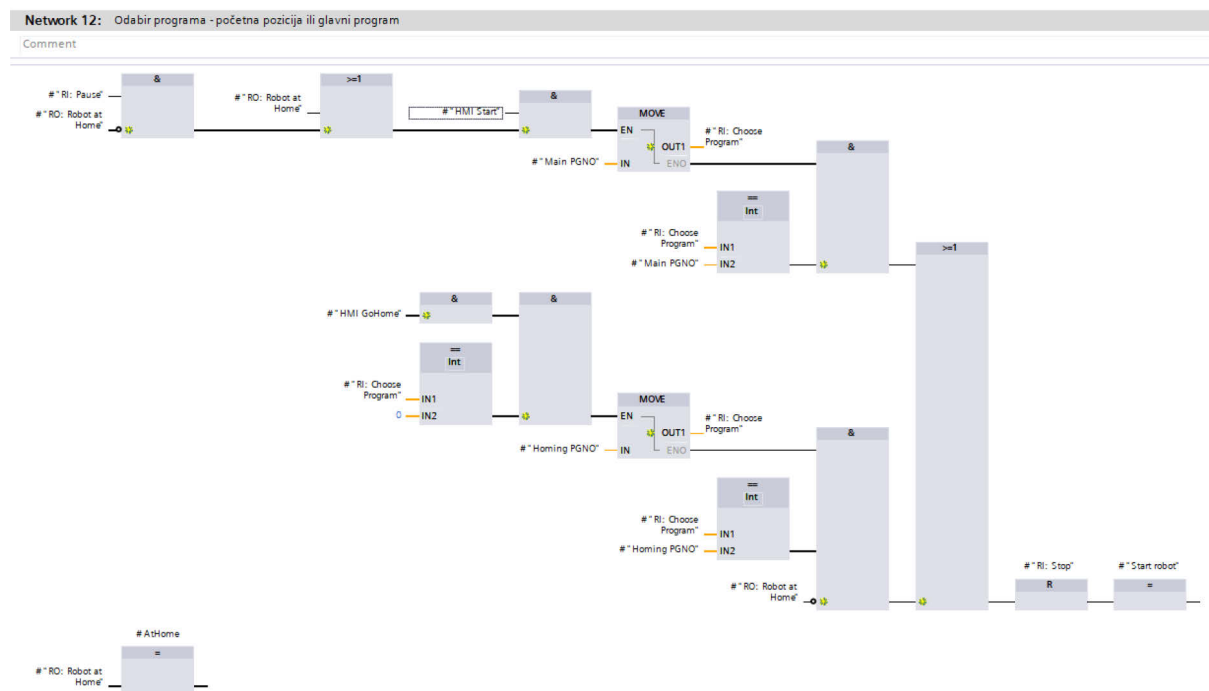 Network 12: Odabir programa - početna pozicija ili glavni program
Comment
&
>=1
#"RI: Pause"
#"RO: Robot at
Home"
#"RO: Robot at
Home"
#"HMI Start"
&
MOVE
EN
OUT1
#"RI: Choose
Program"
#"Main PGNO"
IN
ENO
&
==
Int
#"RI: Choose
Program"
IN1
#"Main PGNO"
IN2
>=1
&
&
#"HMI GoHome"
==
Int
#"RI: Choose
Program"
IN1
0
IN2
MOVE
EN
OUT1
#"RI: Choose
Program"
#"Homing PGNO"
IN
ENO
&
==
Int
#"RI: Choose
Program"
IN1
#"Homing PGNO"
IN2
#"RO: Robot at
Home"
#"RI: Stop"
R
#"Start robot"
=
#AtHome
=
#"RO: Robot at
Home"